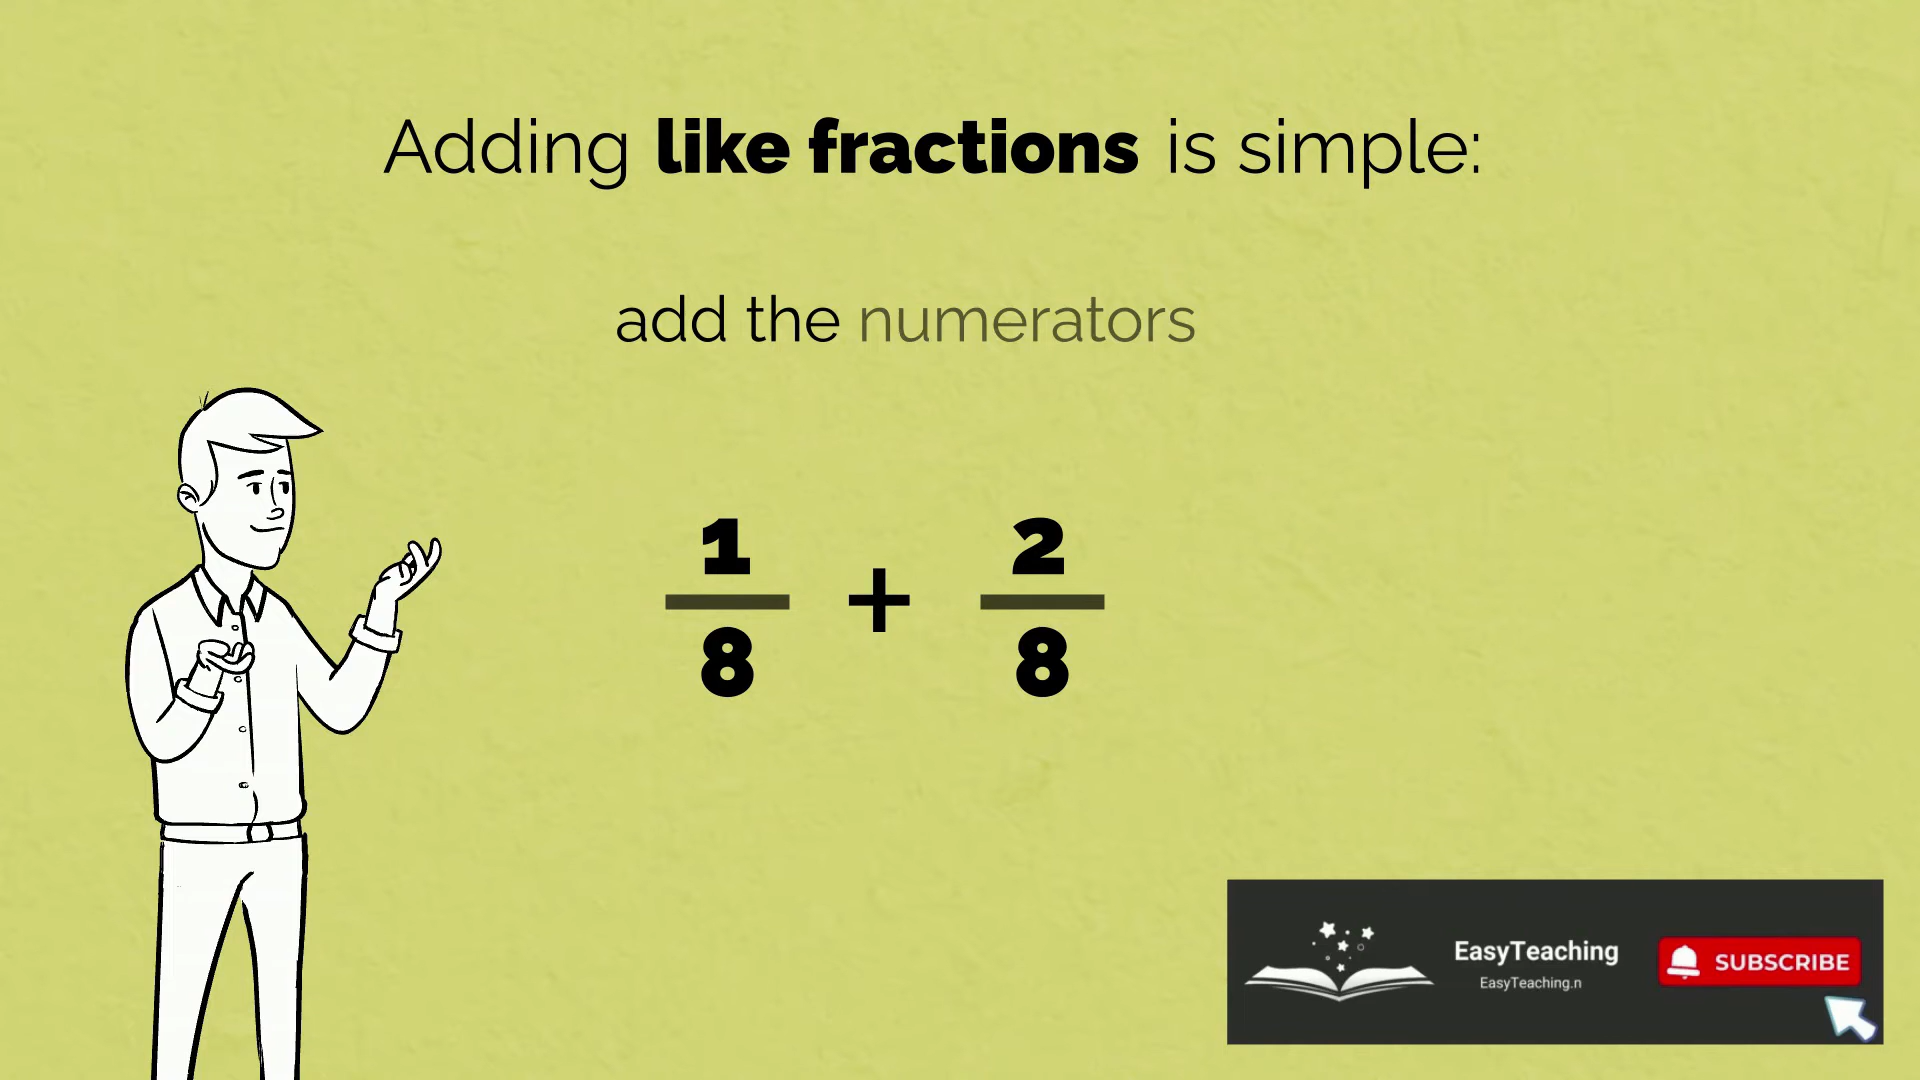 Adding like fractions is simple:
add the numerators
1 + 2
8 8
EasyTeaching
EasyTeaching.n
SUBSCRIBE